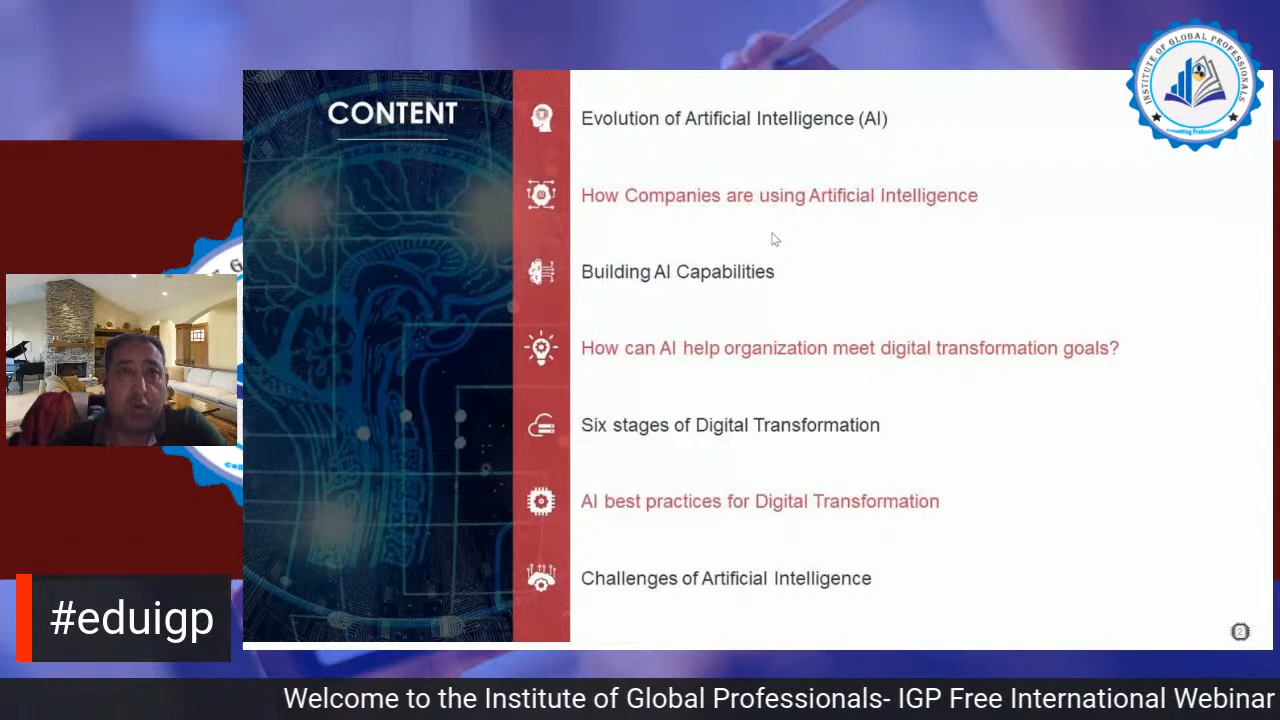 CONTENT
Evolution of Artificial Intelligence (AI)
How Companies are using Artificial Intelligence
Building AI Capabilities
How can AI help organization meet digital transformation goals?
Six stages of Digital Transformation
AI best practices for Digital Transformation
Challenges of Artificial Intelligence
2
INSTITUTE OF GLOBAL PROFESSIONALS
#eduigp
Welcome to the Institute of Global Professionals- IGP Free International Webinar